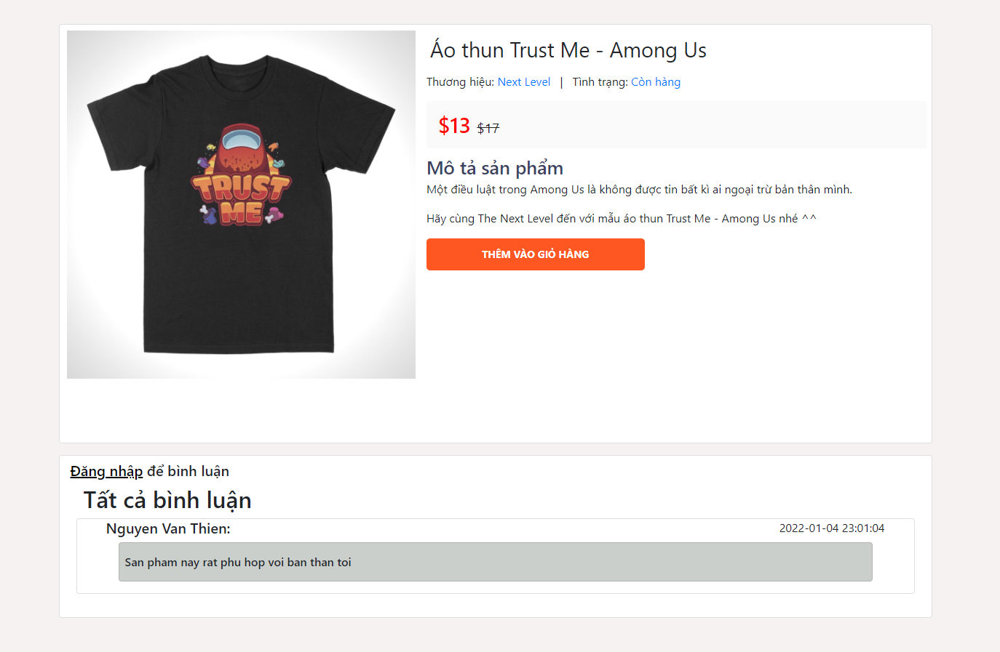 Áo thun Trust Me - Among Us
Thương hiệu: Next Level | Tình trạng: Còn hàng
$13 $17
TRUST
ME
Mô tả sản phẩm
Một điều luật trong Among Us là không được tin bất kì ai ngoại trừ bản thân mình.
Hãy cùng The Next Level đến với mẫu áo thun Trust Me - Among Us nhé ^^
THÊM VÀO GIỎ HÀNG
Đăng nhập để bình luận
Tất cả bình luận
Nguyen Van Thien: 2022-01-04 23:01:04
San pham nay rat phu hop voi ban than toi